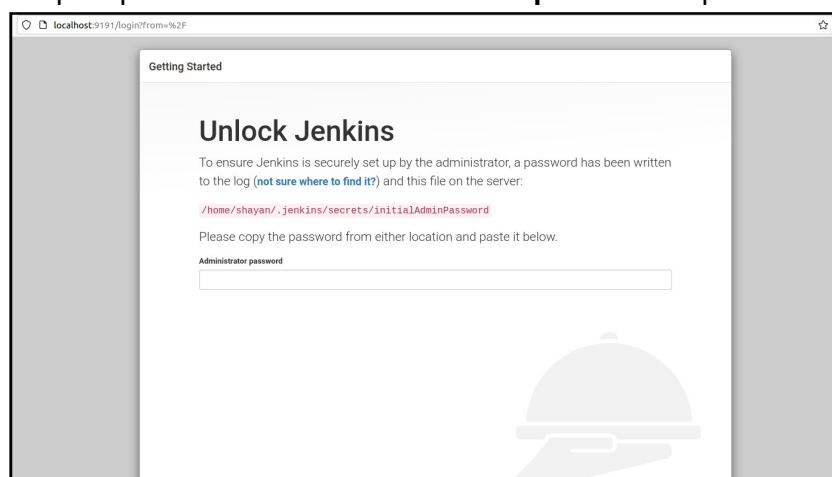 localhost:9191/login?from=%2F
Getting Started
Unlock Jenkins
To ensure Jenkins is securely set up by the administrator, a password has been written
to the log (not sure where to find it?) and this file on the server:
/home/shayan/.jenkins/secrets/initialAdminPassword
Please copy the password from either location and paste it below.
Administrator password